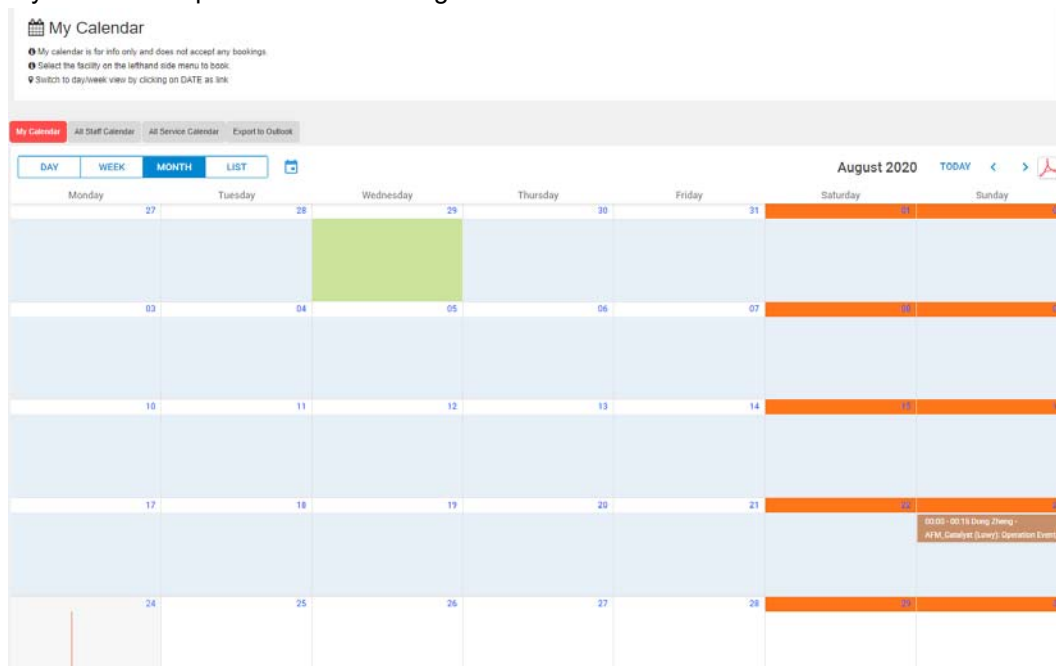 My Calendar
My calendar is for info only and does not accept any bookings.
Select the facility on the lefthand side menu to book.
Switch to day/week view by clicking on DATE as link
My Calendar All Staff Calendar All Service Calendar Export to Outlook
DAY WEEK MONTH LIST August 2020 TODAY < >
Monday Tuesday Wednesday Thursday Friday Saturday Sunday
27 28 29 30 31 01
03 04 05 06 07 08
10 11 12 13 14 15
17 18 19 20 21 22
00:00 - 00:15 Dong Zheng -
AFM_Catalyst (Lowy): Operation Event
24 25 26 27 28 29